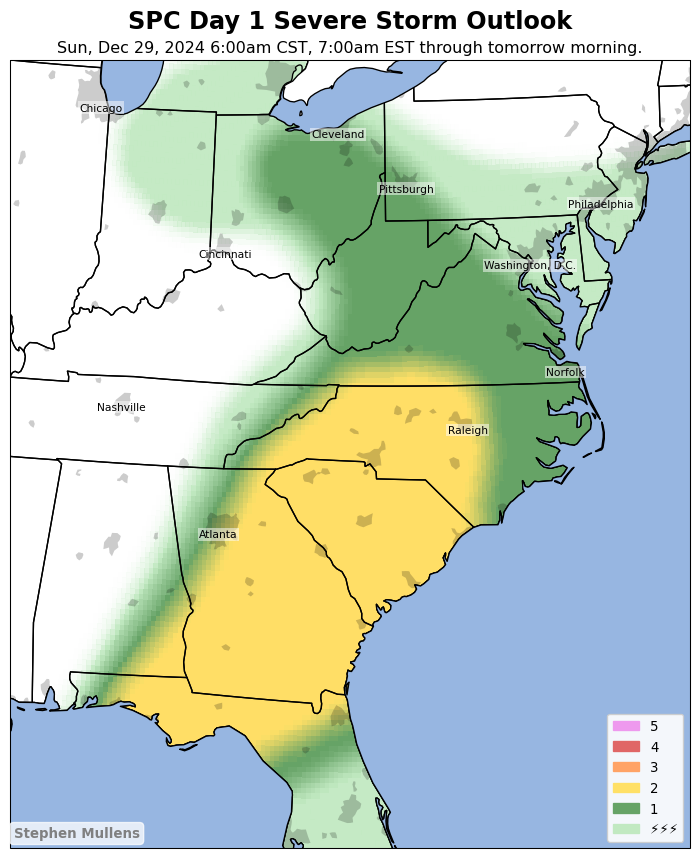 SPC Day 1 Severe Storm Outlook
Sun, Dec 29, 2024 6:00am CST, 7:00am EST through tomorrow morning.
Chicago
Cleveland
Pittsburgh
Philadelphia
Cincinnati
Washington, D.C.
Norfolk
Nashville
Raleigh
Atlanta
5
4
3
2
1
⚡⚡⚡
Stephen Mullens